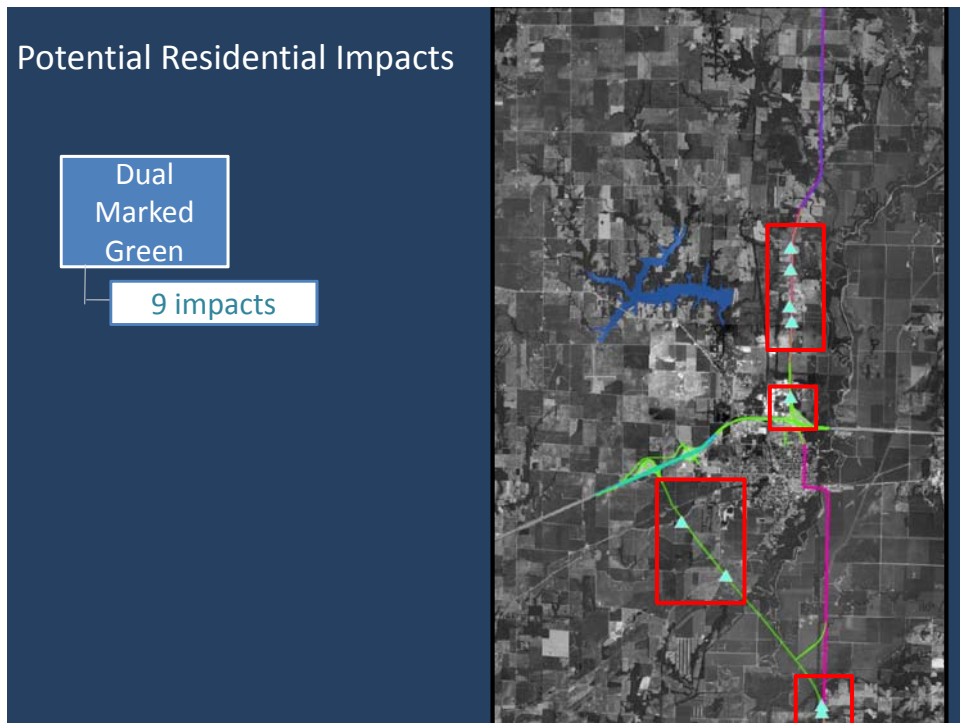 Potential Residential Impacts
Dual
Marked
Green
9 impacts